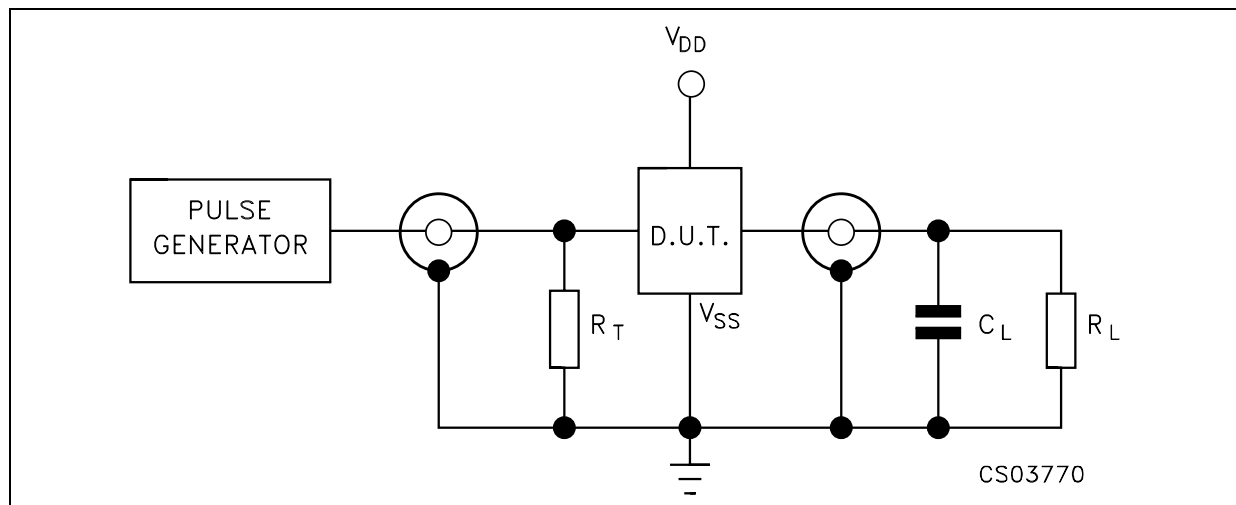 VDD
PULSE
GENERATOR
D.U.T.
VSS
RT
CL
RL
CS03770